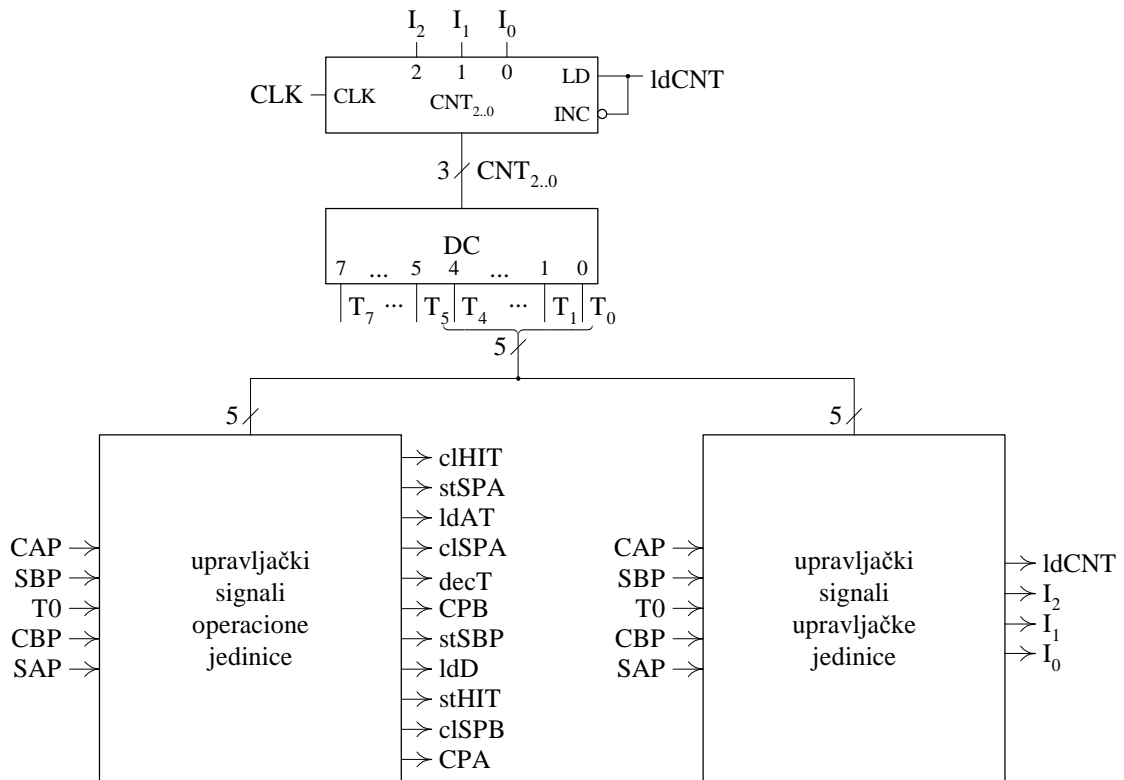 I₂ I₁ I₀
2 1 0 LD
CLK CLK CNT₂..₀ ldCNT
INC
3 CNT₂..₀
DC
7 ... 5 4 ... 1 0
T₇ ... T₅ T₄ ... T₁ T₀
5
5 5
clHIT
stSPA
ldAT
clSPA
decT
CPB
stSBP
ldD
stHIT
clSPB
CPA
CAP
SBP
T0
CBP
SAP
upravljački
signali
operacione
jedinice
CAP
SBP
T0
CBP
SAP
upravljački
signali
upravljačke
jedinice
ldCNT
I₂
I₁
I₀